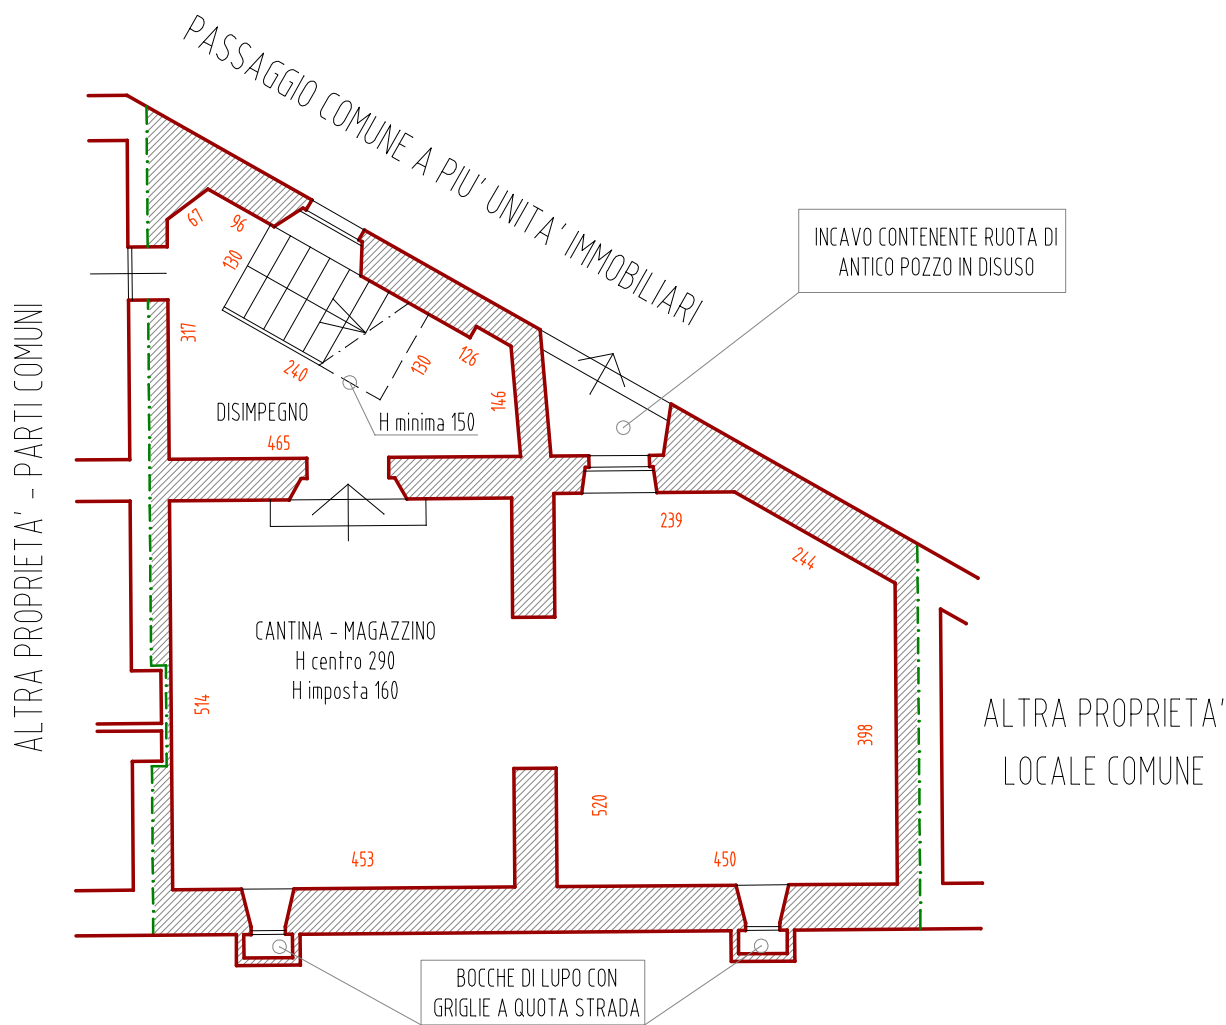 PASSAGGIO COMUNE A PIU' UNITA' IMMOBILIARI
INCAVO CONTENENTE RUOTA DI
ANTICO POZZO IN DISUSO
67
96
130
317
240
130
126
146
H minima 150
DISIMPEGNO
465
ALTRA PROPRIETA' - PARTI COMUNI
239
244
CANTINA - MAGAZZINO
H centro 290
H imposta 160
514
398
520
453
450
ALTRA PROPRIETA'
LOCALE COMUNE
BOCCHE DI LUPO CON
GRIGLIE A QUOTA STRADA